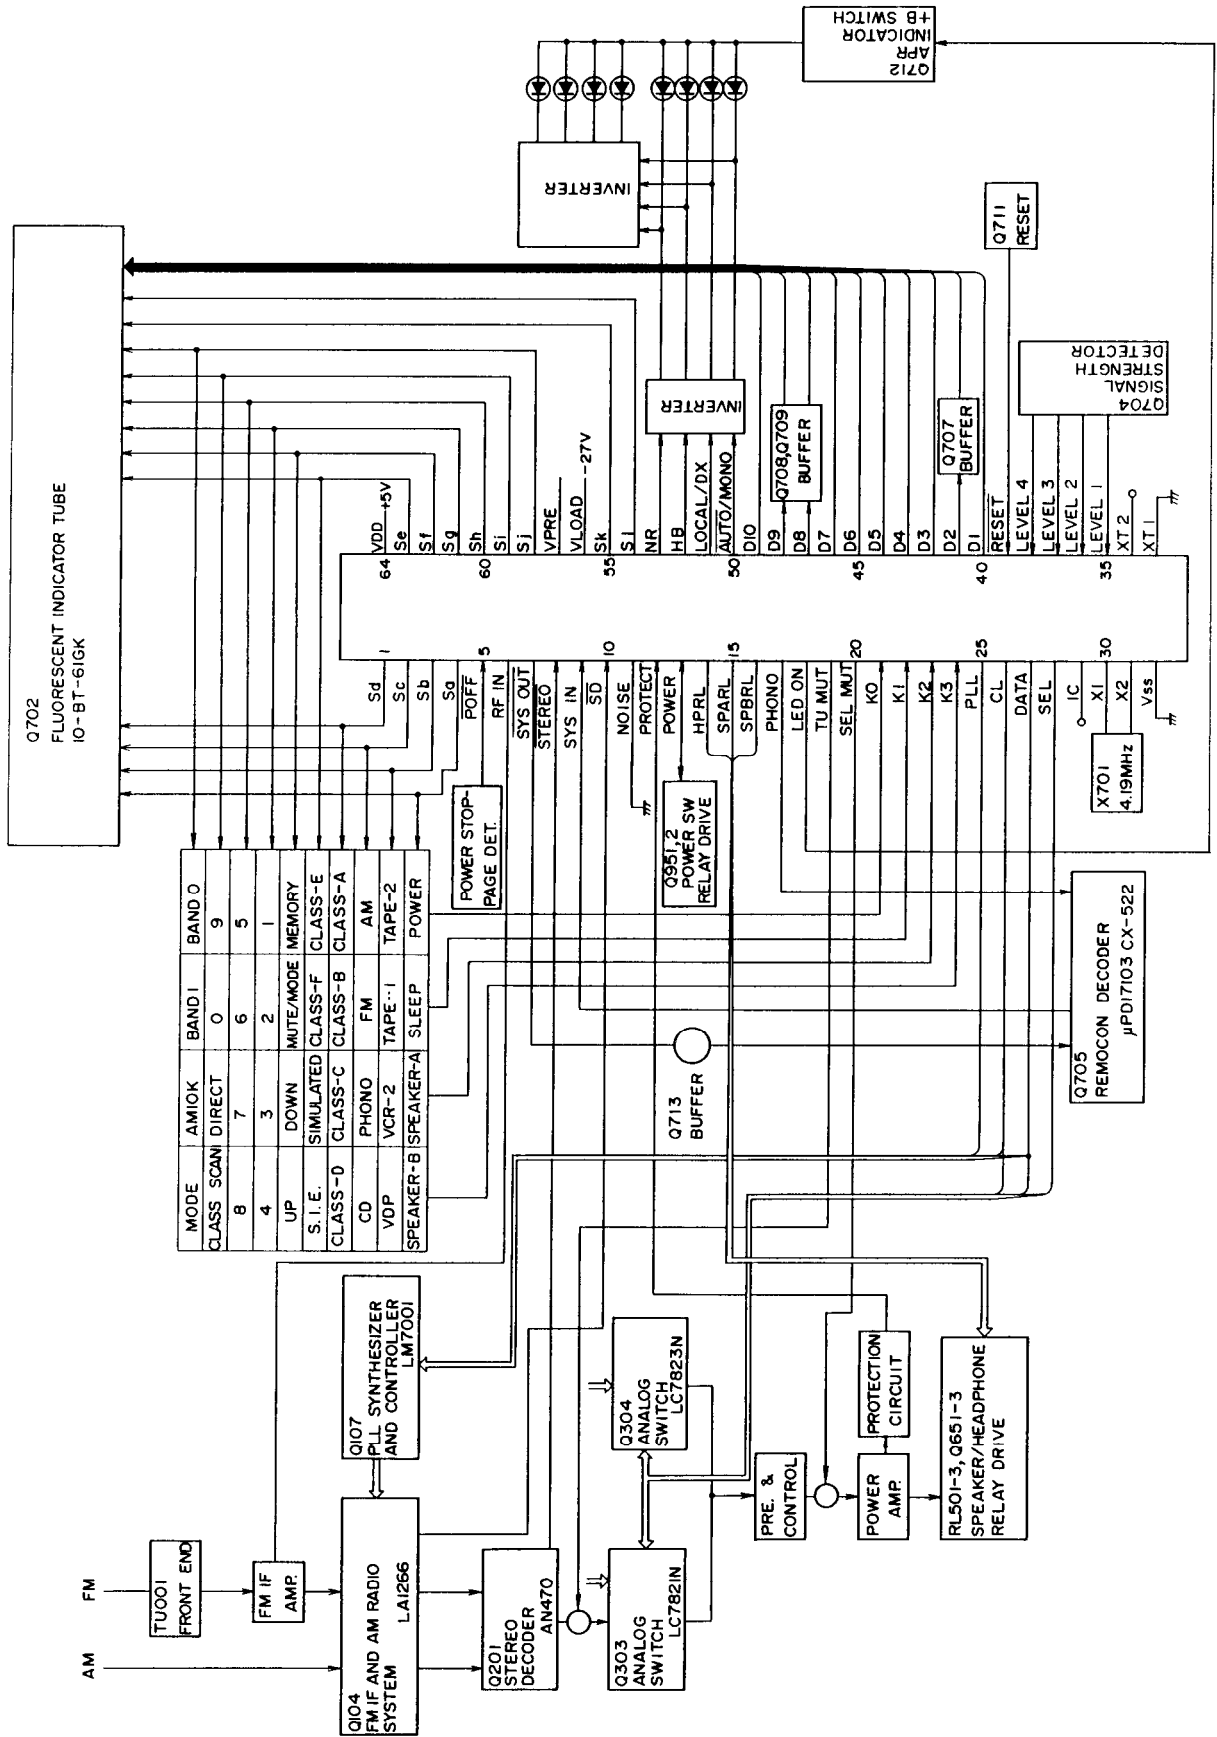 Q702
FLUORESCENT INDICATOR TUBE
10-BT-61GK
Q712
APR
INDICATOR
+B SWITCH
INVERTER
INVERTER
Q711
RESET
Q704
SIGNAL
STRENGTH
DETECTOR
Q708,Q709
BUFFER
Q707
BUFFER
64
VDD
+5V
Se
Sf
Sg
60
Sh
Si
Sj
VPRE
VLOAD
-27V
55
Sk
Sl
NR
HB
LOCAL/DX
50
AUTO/MONO
D10
D9
D8
D7
45
D6
D5
D4
D3
D2
40
D1
RESET
LEVEL 4
LEVEL 3
LEVEL 2
35
LEVEL 1
XT2
XT1
1
Sd
Sc
Sb
Sa
5
POFF
RF IN
SYS OUT
STEREO
SYS IN
10
SD
NOISE
PROTECT
POWER
HPRL
15
SPARL
SPBRL
PHONO
LED ON
TU MUT
20
SEL MUT
K0
K1
K2
K3
25
PLL
CL
DATA
SEL
IC
30
X1
X2
Vss
X701
4.19MHz
POWER STOP-
PAGE DET.
Q951,2
POWER SW
RELAY DRIVE
MODE AM10K BAND1 BAND0
CLASS SCAN DIRECT 0 9
8 7 6 5
4 3 2 1
UP DOWN MUTE/MODE MEMORY
S.I.E. SIMULATED CLASS-F CLASS-E
CLASS-D CLASS-C CLASS-B CLASS-A
CD PHONO FM AM
VDP VCR-2 TAPE-1 TAPE-2
SPEAKER-B SPEAKER-A SLEEP POWER
Q713
BUFFER
Q705
REMOCON DECODER
μPD17103 CX-522
FM
AM
TU001
FRONT END
FM IF
AMP.
Q104
FM IF AND AM RADIO
SYSTEM
LA1266
Q107
PLL SYNTHESIZER
AND CONTROLLER
LM7001
Q201
STEREO
DECODER
AN470
Q303
ANALOG
SWITCH
LC7821N
Q304
ANALOG
SWITCH
LC7823N
PRE. &
CONTROL
POWER
AMP.
PROTECTION
CIRCUIT
RL501-3, Q651-3
SPEAKER/HEADPHONE
RELAY DRIVE